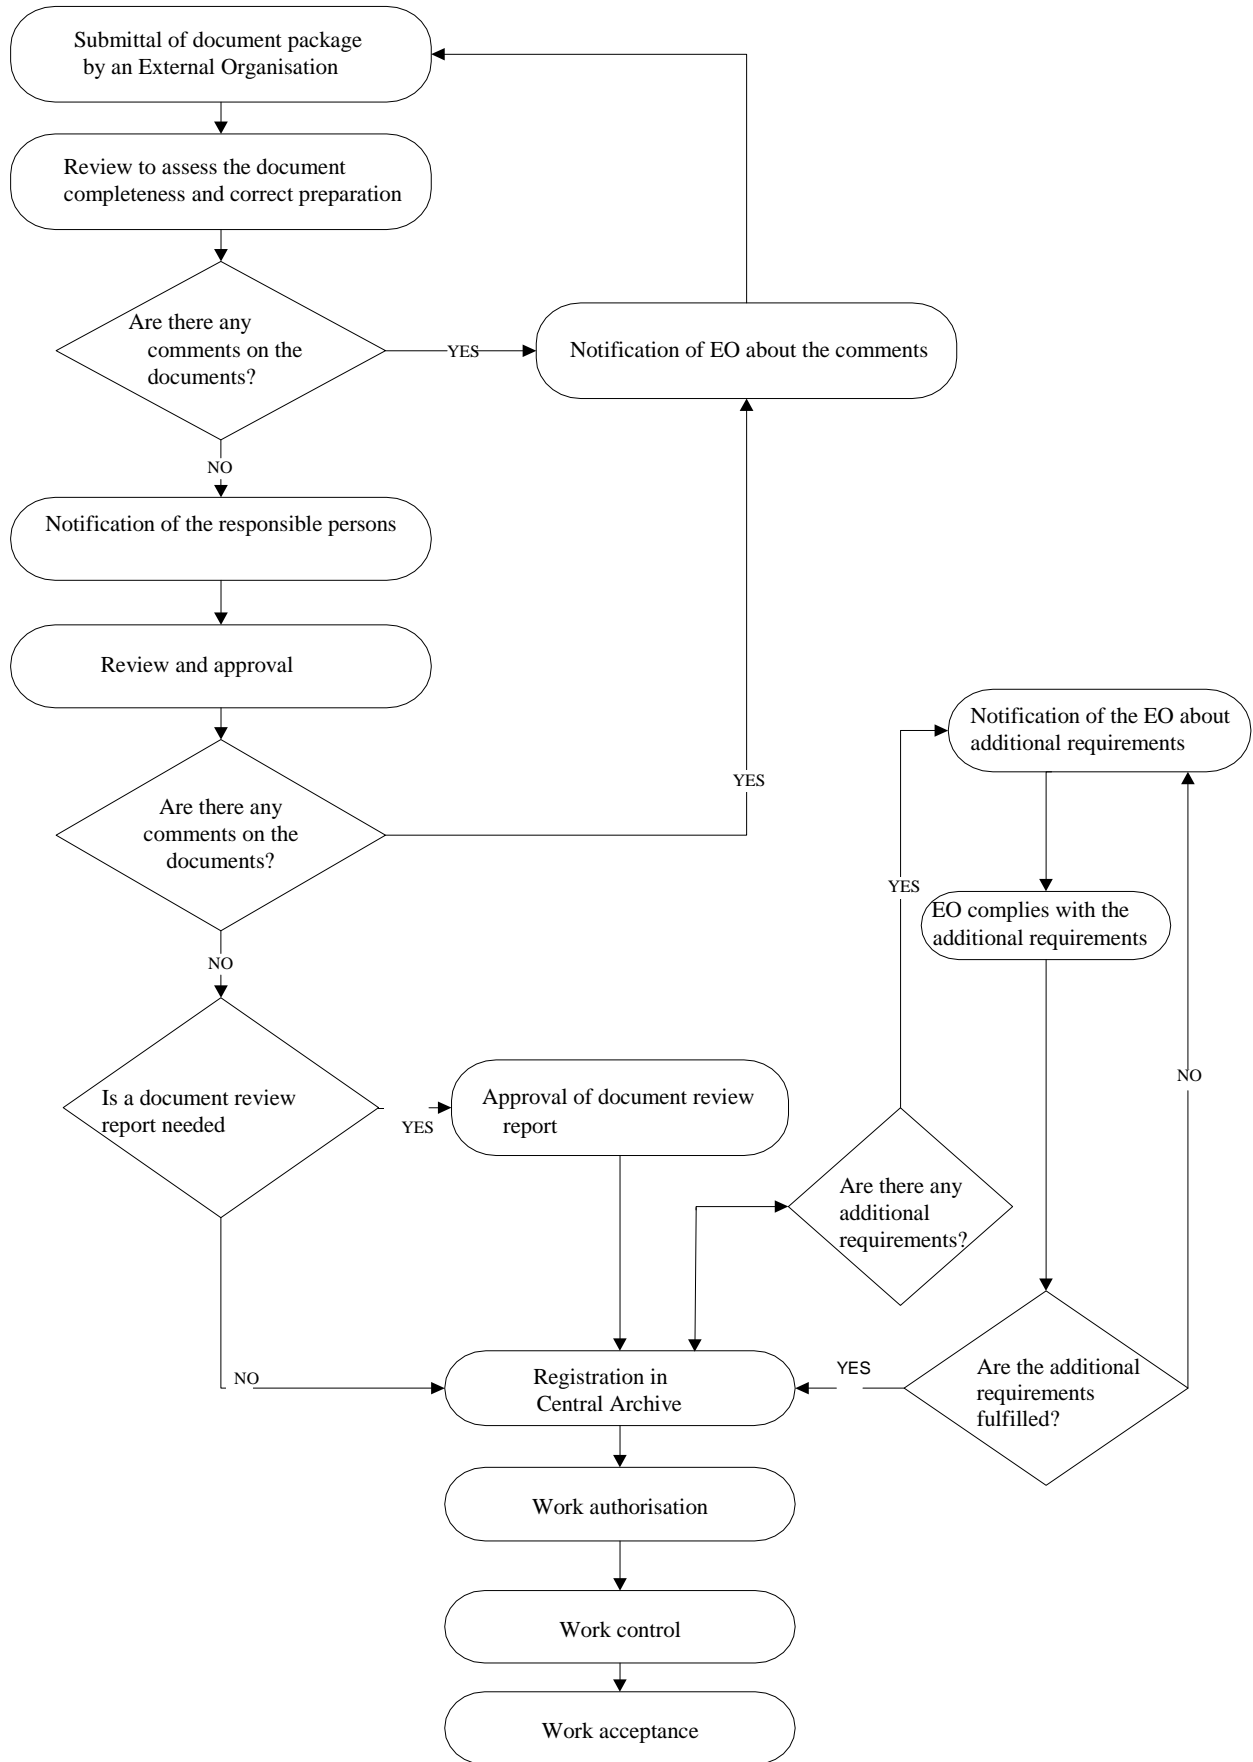 Submittal of document package
by an External Organisation
Review to assess the document
completeness and correct preparation
Are there any
comments on the
documents?
YES
Notification of EO about the comments
NO
Notification of the responsible persons
Review and approval
Notification of the EO about
additional requirements
YES
Are there any
comments on the
documents?
YES
EO complies with the
additional requirements
NO
Is a document review
report needed
YES
Approval of document review
report
NO
Are there any
additional
requirements?
NO
Registration in
Central Archive
YES
Are the additional
requirements
fulfilled?
Work authorisation
Work control
Work acceptance